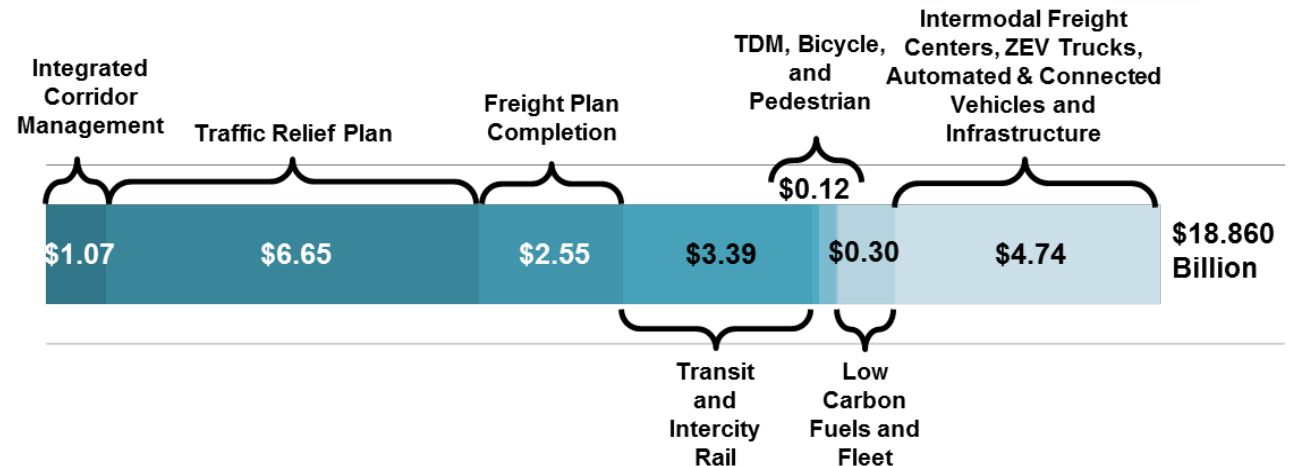 Integrated
Corridor
Management
Traffic Relief Plan
Freight Plan
Completion
TDM, Bicycle,
and
Pedestrian
Intermodal Freight
Centers, ZEV Trucks,
Automated & Connected
Vehicles and
Infrastructure
$0.12
$1.07
$6.65
$2.55
$3.39
$0.30
$4.74
$18.860
Billion
Transit
and
Intercity
Rail
Low
Carbon
Fuels and
Fleet